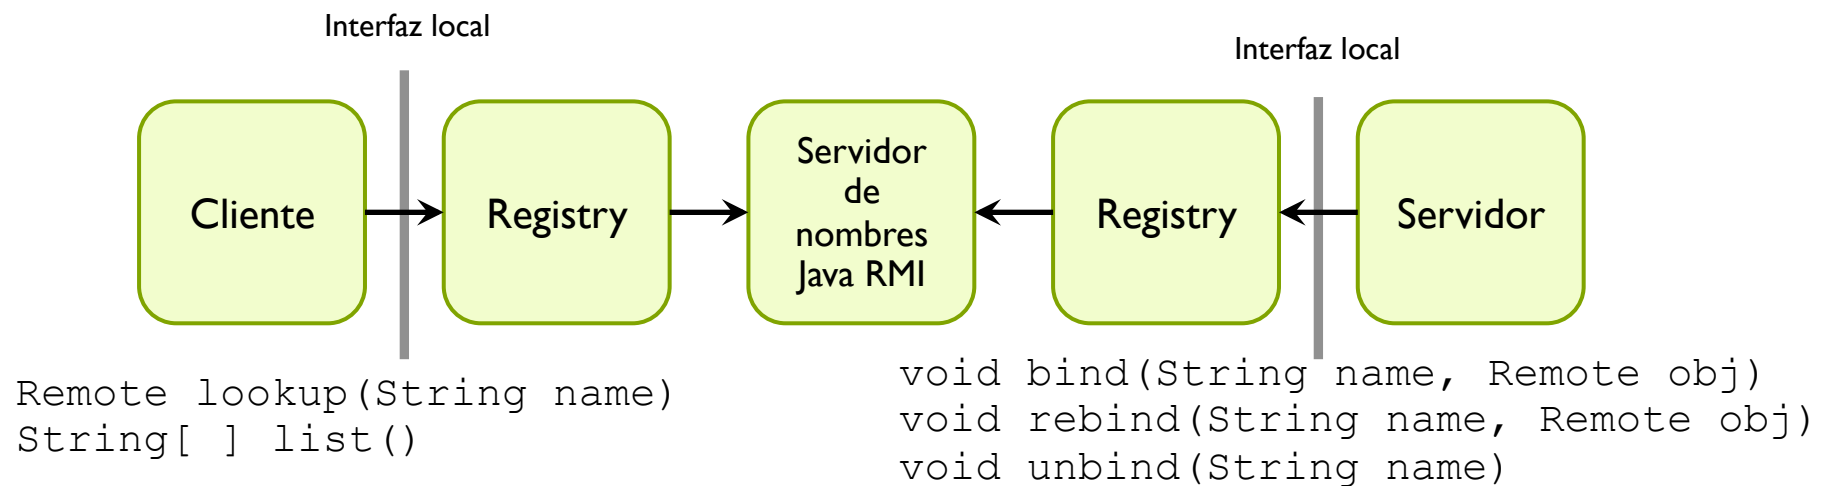 Interfaz local
Interfaz local
Cliente
Registry
Servidor
de
nombres
Java RMI
Registry
Servidor
Remote lookup(String name)
String[ ] list()
void bind(String name, Remote obj)
void rebind(String name, Remote obj)
void unbind(String name)